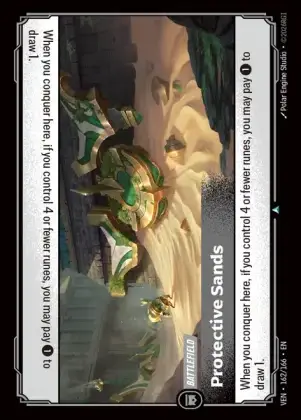 When you conquer here, if you control 4 or fewer runes, you may pay 1 to
draw 1.
BATTLEFIELD
Protective Sands
When you conquer here, if you control 4 or fewer runes, you may pay 1 to
draw 1.
VEN • 162/166 • EN
Polar Engine Studio • ©2026RGI